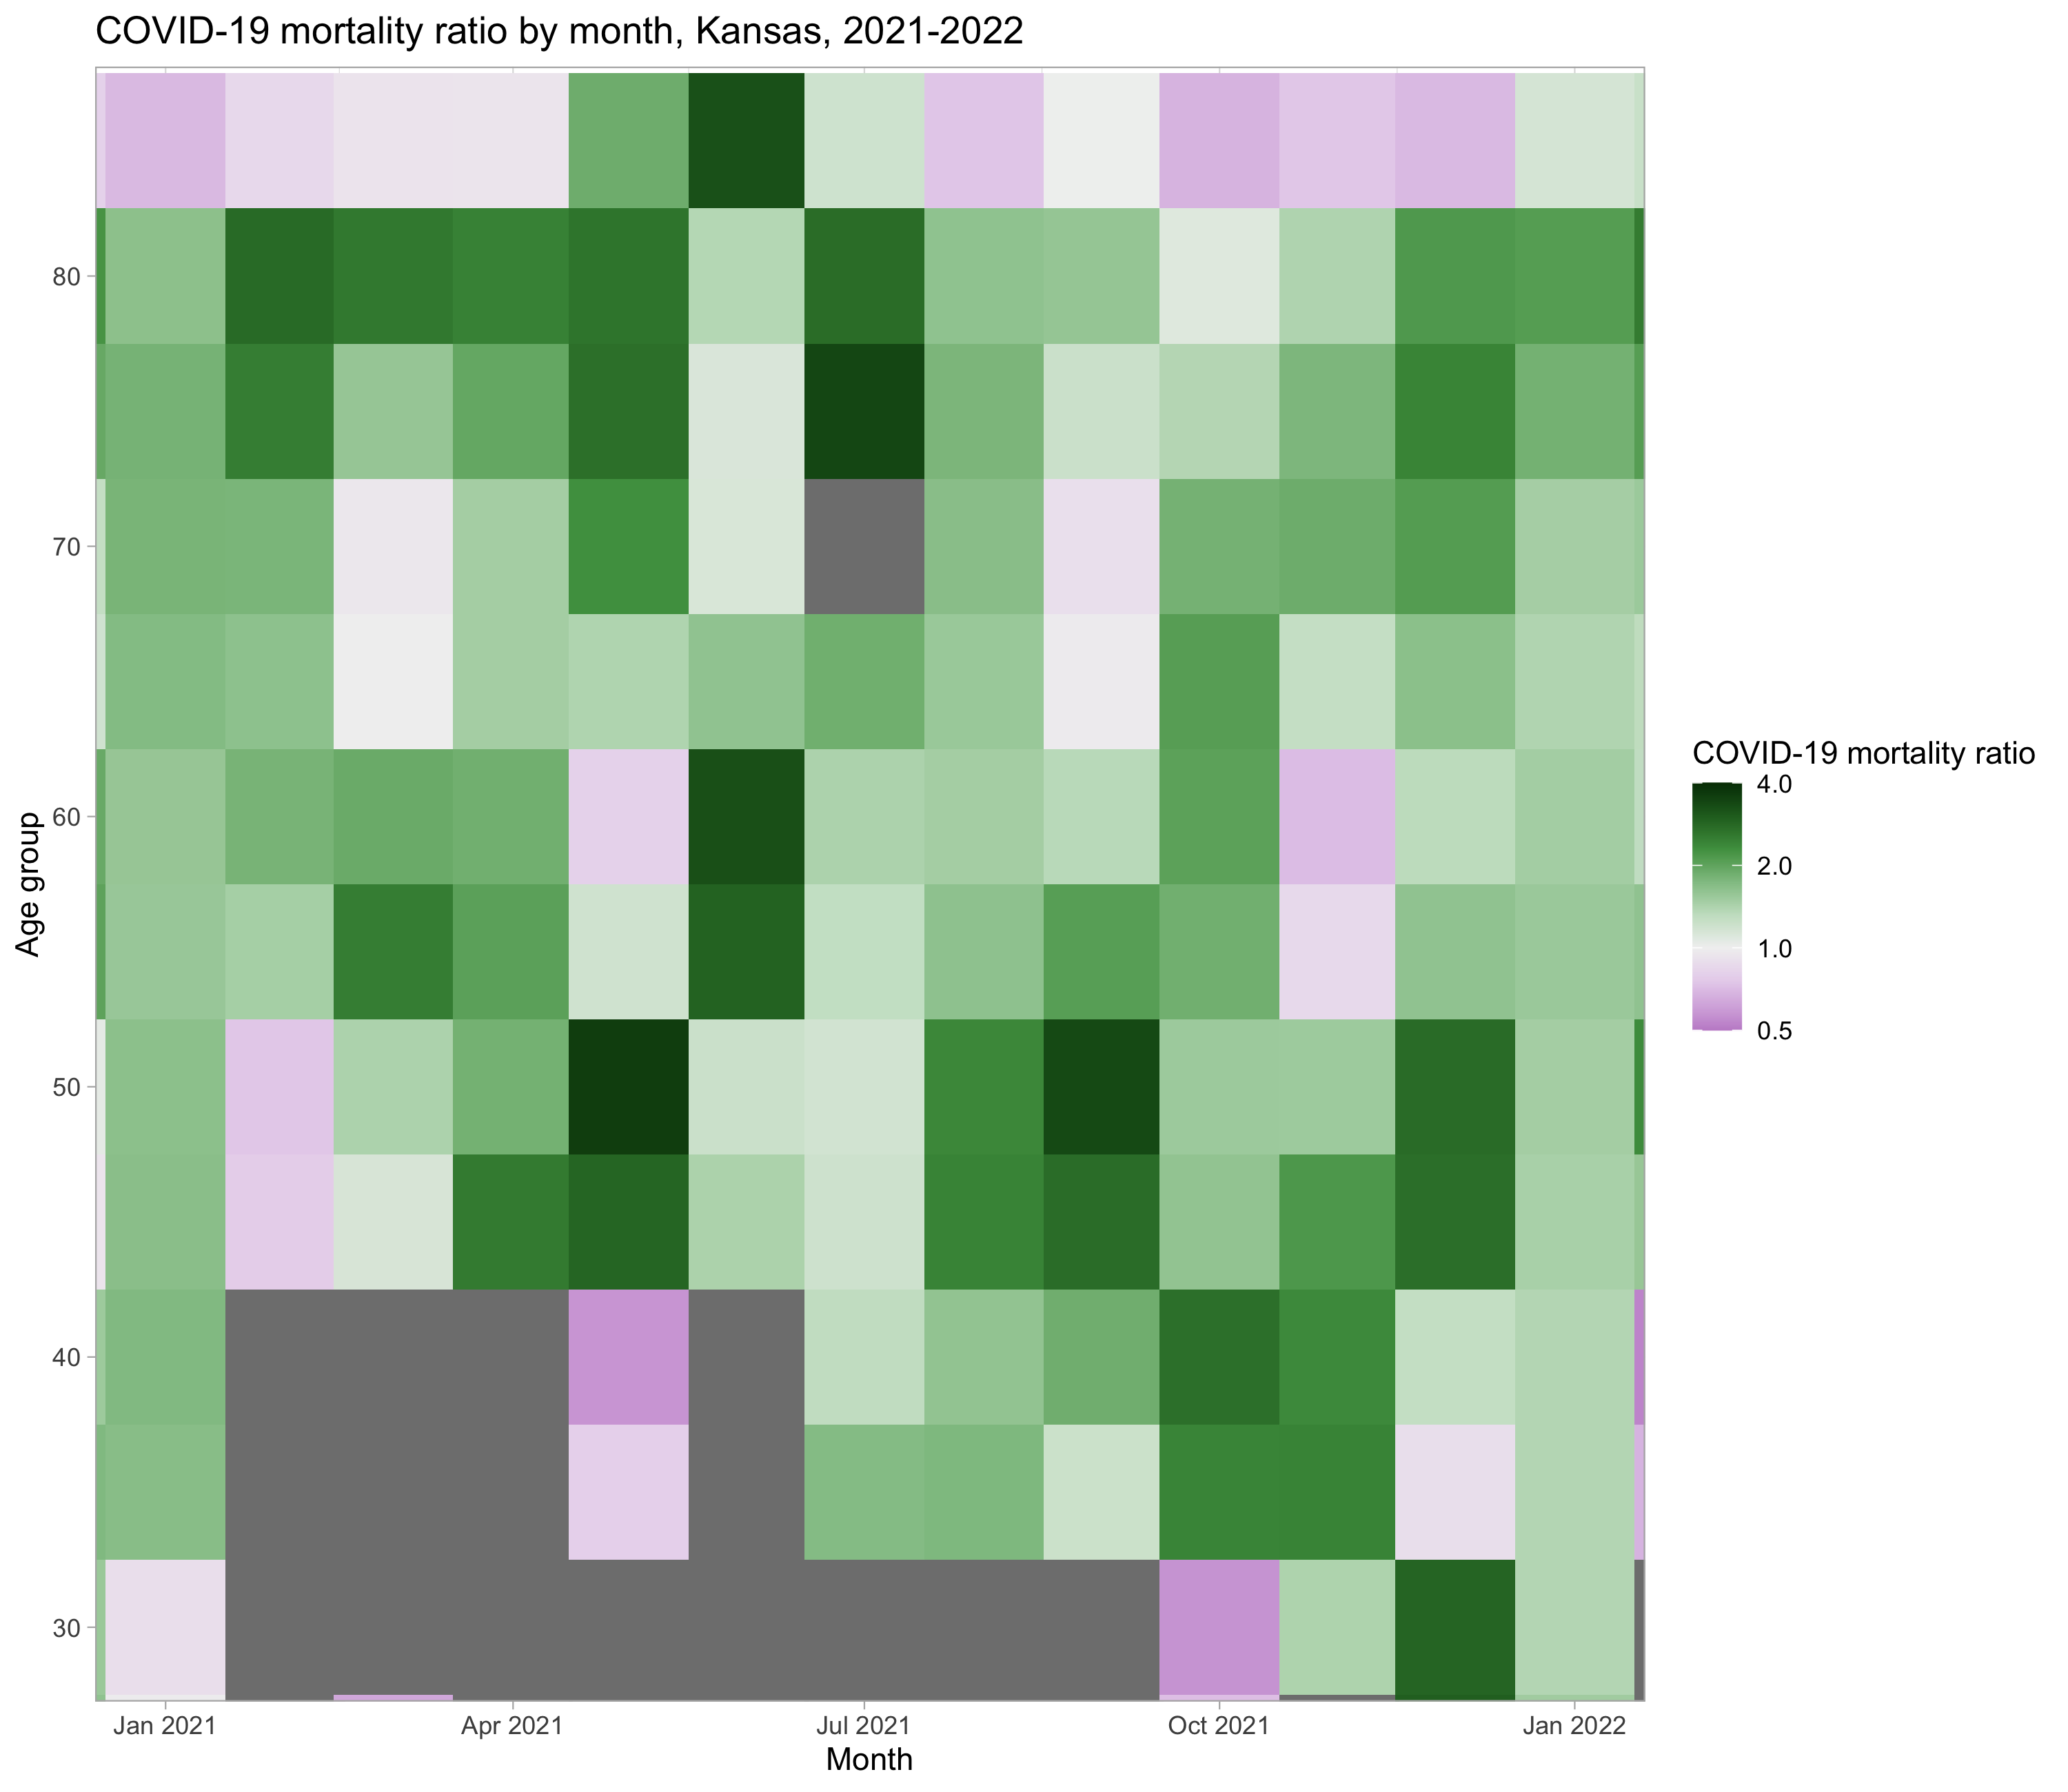 COVID-19 mortality ratio by month, Kansas, 2021-2022
80
70
60
50
40
30
Age group
Jan 2021
Apr 2021
Jul 2021
Oct 2021
Jan 2022
Month
COVID-19 mortality ratio
4.0
2.0
1.0
0.5